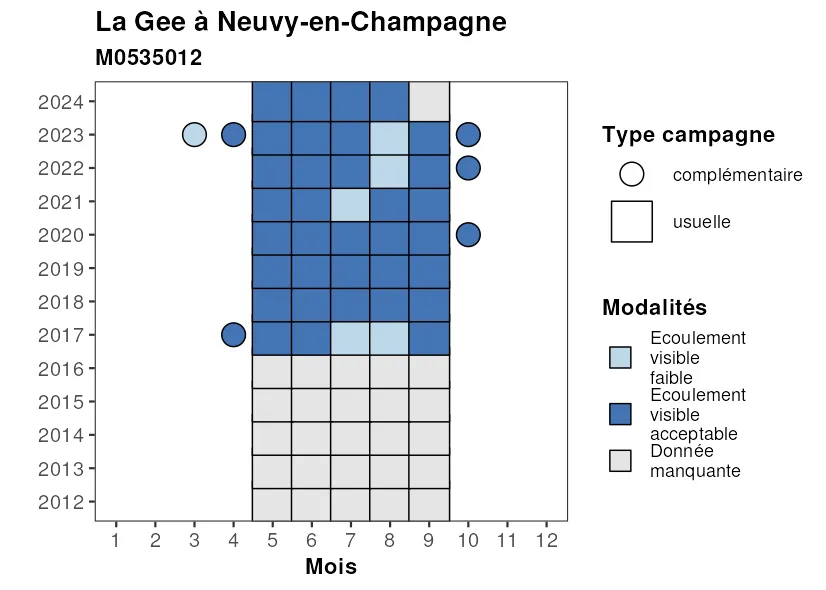 La Gee à Neuvy-en-Champagne
M0535012
2024
2023
2022
2021
2020
2019
2018
2017
2016
2015
2014
2013
2012
1 2 3 4 5 6 7 8 9 10 11 12
Mois
Type campagne
complémentaire
usuelle
Modalités
Ecoulement
visible
faible
Ecoulement
visible
acceptable
Donnée
manquante